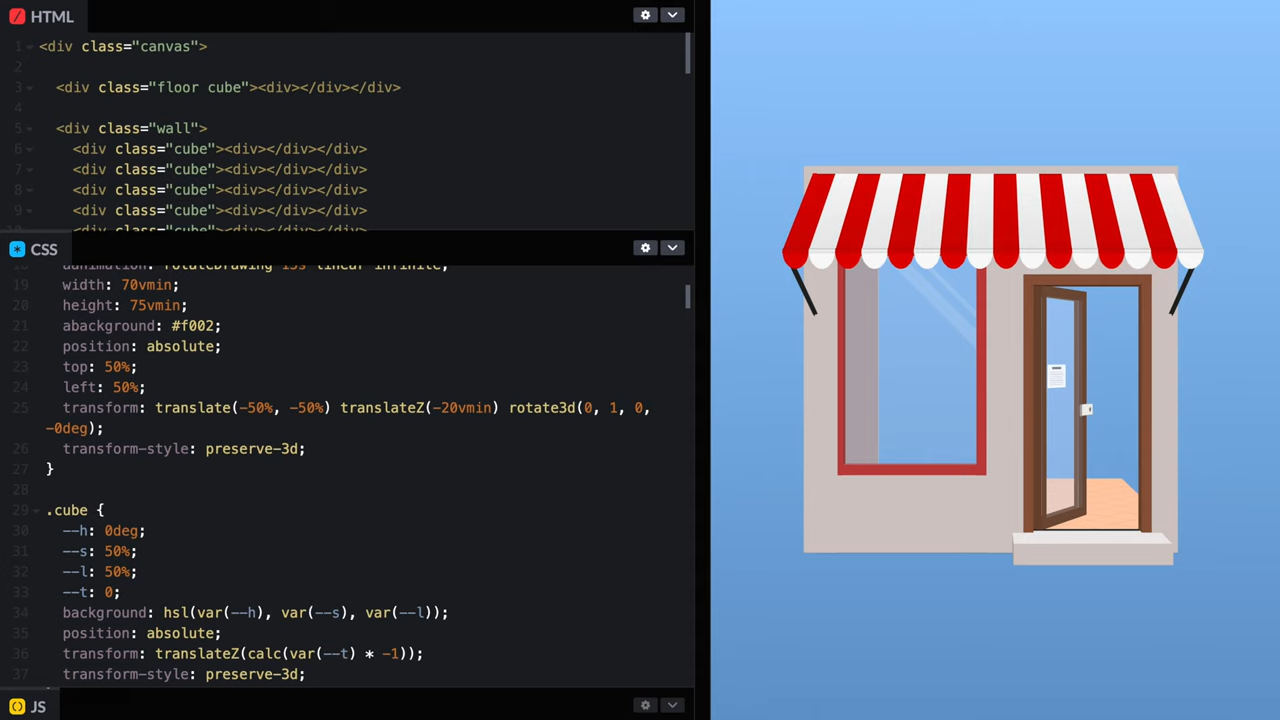 HTML
1 <div class="canvas">
2
3 <div class="floor cube"><div></div></div>
4
5 <div class="wall">
6 <div class="cube"><div></div></div>
7 <div class="cube"><div></div></div>
8 <div class="cube"><div></div></div>
9 <div class="cube"><div></div></div>
CSS
19 width: 70vmin;
20 height: 75vmin;
21 abackground: #f002;
22 position: absolute;
23 top: 50%;
24 left: 50%;
25 transform: translate(-50%, -50%) translateZ(-20vmin) rotate3d(0, 1, 0,
-0deg);
26 transform-style: preserve-3d;
27 }
28
29 .cube {
30 --h: 0deg;
31 --s: 50%;
32 --l: 50%;
33 --t: 0;
34 background: hsl(var(--h), var(--s), var(--l));
35 position: absolute;
36 transform: translateZ(calc(var(--t) * -1));
37 transform-style: preserve-3d;
JS